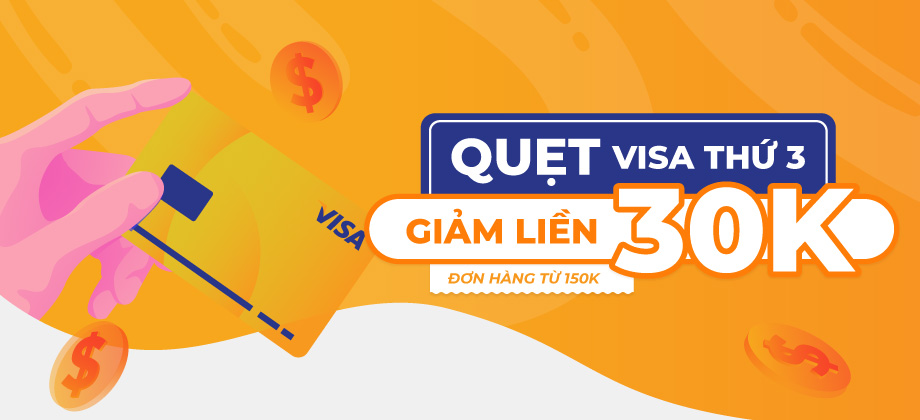 VISA
QUẸT VISA THỨ 3
GIẢM LIỀN 30K
ĐƠN HÀNG TỪ 150K